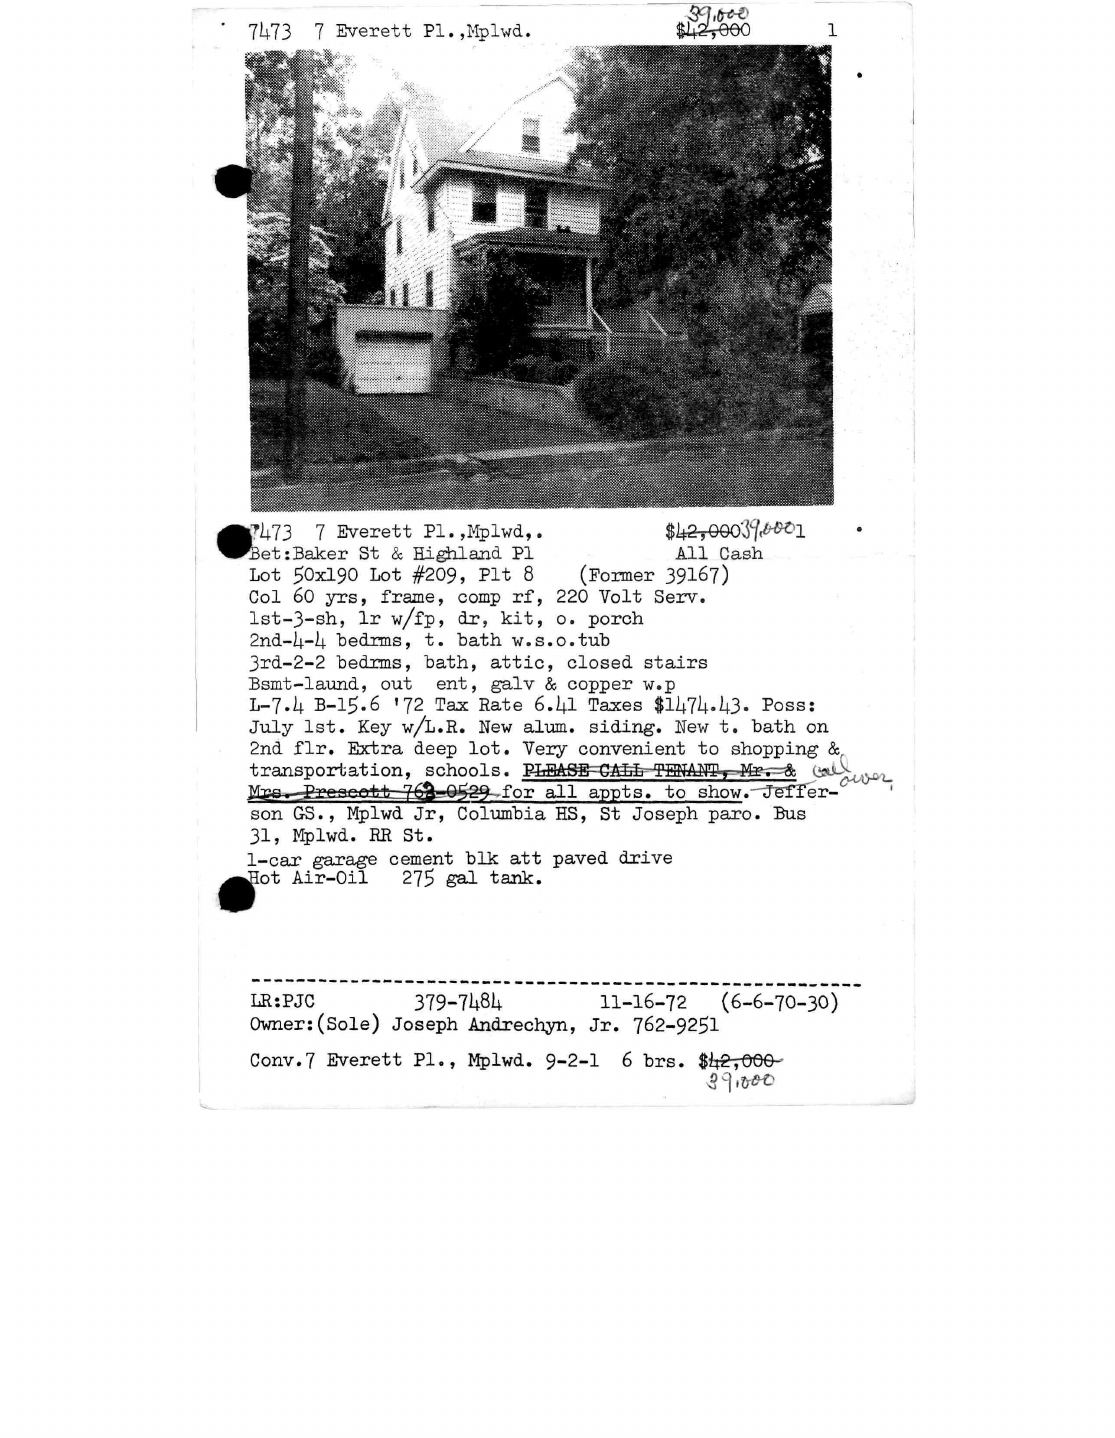 39,000
7473 7 Everett Pl.,Mplwd. $42,000 1
7473 7 Everett Pl.,Mplwd,. $42,000 39,000 1
Bet:Baker St & Highland Pl All Cash
Lot 50x190 Lot #209, Plt 8 (Former 39167)
Col 60 yrs, frame, comp rf, 220 Volt Serv.
1st-3-sh, lr w/fp, dr, kit, o. porch
2nd-4-4 bedrms, t. bath w.s.o.tub
3rd-2-2 bedrms, bath, attic, closed stairs
Bsmt-laund, out ent, galv & copper w.p
L-7.4 B-15.6 '72 Tax Rate 6.41 Taxes $1474.43. Poss:
July 1st. Key w/L.R. New alum. siding. New t. bath on
2nd flr. Extra deep lot. Very convenient to shopping &
transportation, schools. PLEASE CALL TENANT, Mr. & call
Mrs. Prescott 763-0529 for all appts. to show. Jeffer- owner,
son GS., Mplwd Jr, Columbia HS, St Joseph paro. Bus
31, Mplwd. RR St.
1-car garage cement blk att paved drive
Hot Air-Oil 275 gal tank.
LR:PJC 379-7484 11-16-72 (6-6-70-30)
Owner:(Sole) Joseph Andrechyn, Jr. 762-9251
Conv.7 Everett Pl., Mplwd. 9-2-1 6 brs. $42,000
39,000